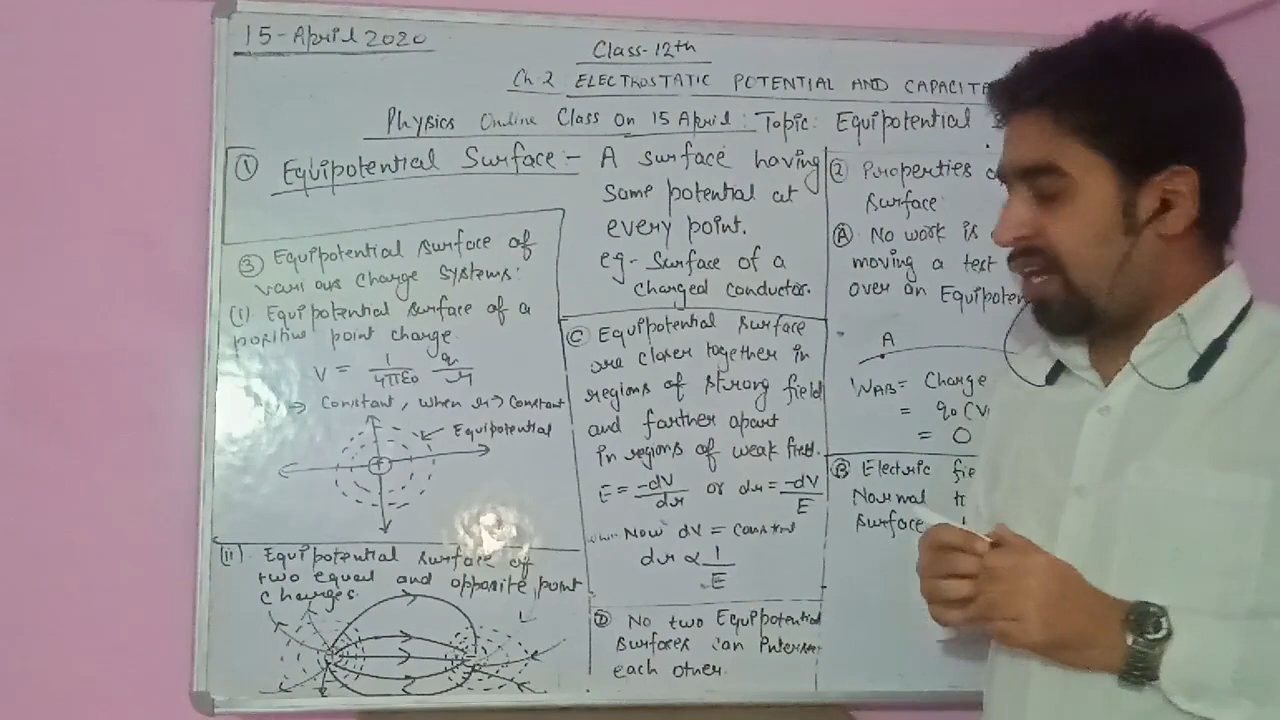 15-April 2020
Class-12th
Ch-2 ELECTROSTATIC POTENTIAL AND CAPACITA
Physics Online Class on 15 April: Topic: Equipotential
① Equipotential Surface:- A surface having
same potential at
every point.
eg- Surface of a
charged conductor.
③ Equipotential surface of
various charge systems:
(i) Equipotential surface of a
positive point charge.
V = 1/4πε₀ q/r
→ Constant, when r → Constant
Equipotential
+
(ii). Equipotential surface of
two equal and opposite point
charges.
Ⓒ Equipotential surface
are closer together in
regions of strong field
and farther apart
in regions of weak field.
E = -dV/dr or dr = -dV/E
Now dV = constant
dr ∝ 1/E
Ⓓ No two Equipotential
surfaces can Inter
each other.
② Properties
Surface
Ⓐ No work is
moving a test
over an Equipoten
A
WAB = Charge
= q₀(V
= 0
Ⓑ Electric fie
Normal t
Surface